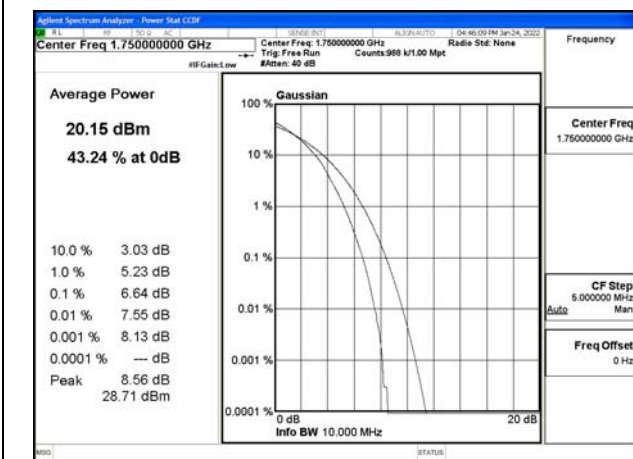 Agilent Spectrum Analyzer - Power Stat CCDF
RL RF 50 Ω AC SENSE:INT ALIGNAUTO 04:46:09 PM Jan 24, 2022
Center Freq 1.750000000 GHz
Center Freq: 1.750000000 GHz
Radio Std: None
Trig: Free Run
Counts:988 k/1.00 Mpt
#IFGain:Low
#Atten: 40 dB
Frequency
Average Power
20.15 dBm
43.24 % at 0dB
10.0 % 3.03 dB
1.0 % 5.23 dB
0.1 % 6.64 dB
0.01 % 7.55 dB
0.001 % 8.13 dB
0.0001 % --- dB
Peak 8.56 dB
28.71 dBm
Gaussian
100 %
10 %
1 %
0.1 %
0.01 %
0.001 %
0.0001 %
0 dB
20 dB
Info BW 10.000 MHz
Center Freq
1.750000000 GHz
CF Step
5.000000 MHz
Auto Man
Freq Offset
0 Hz
MSG
STATUS